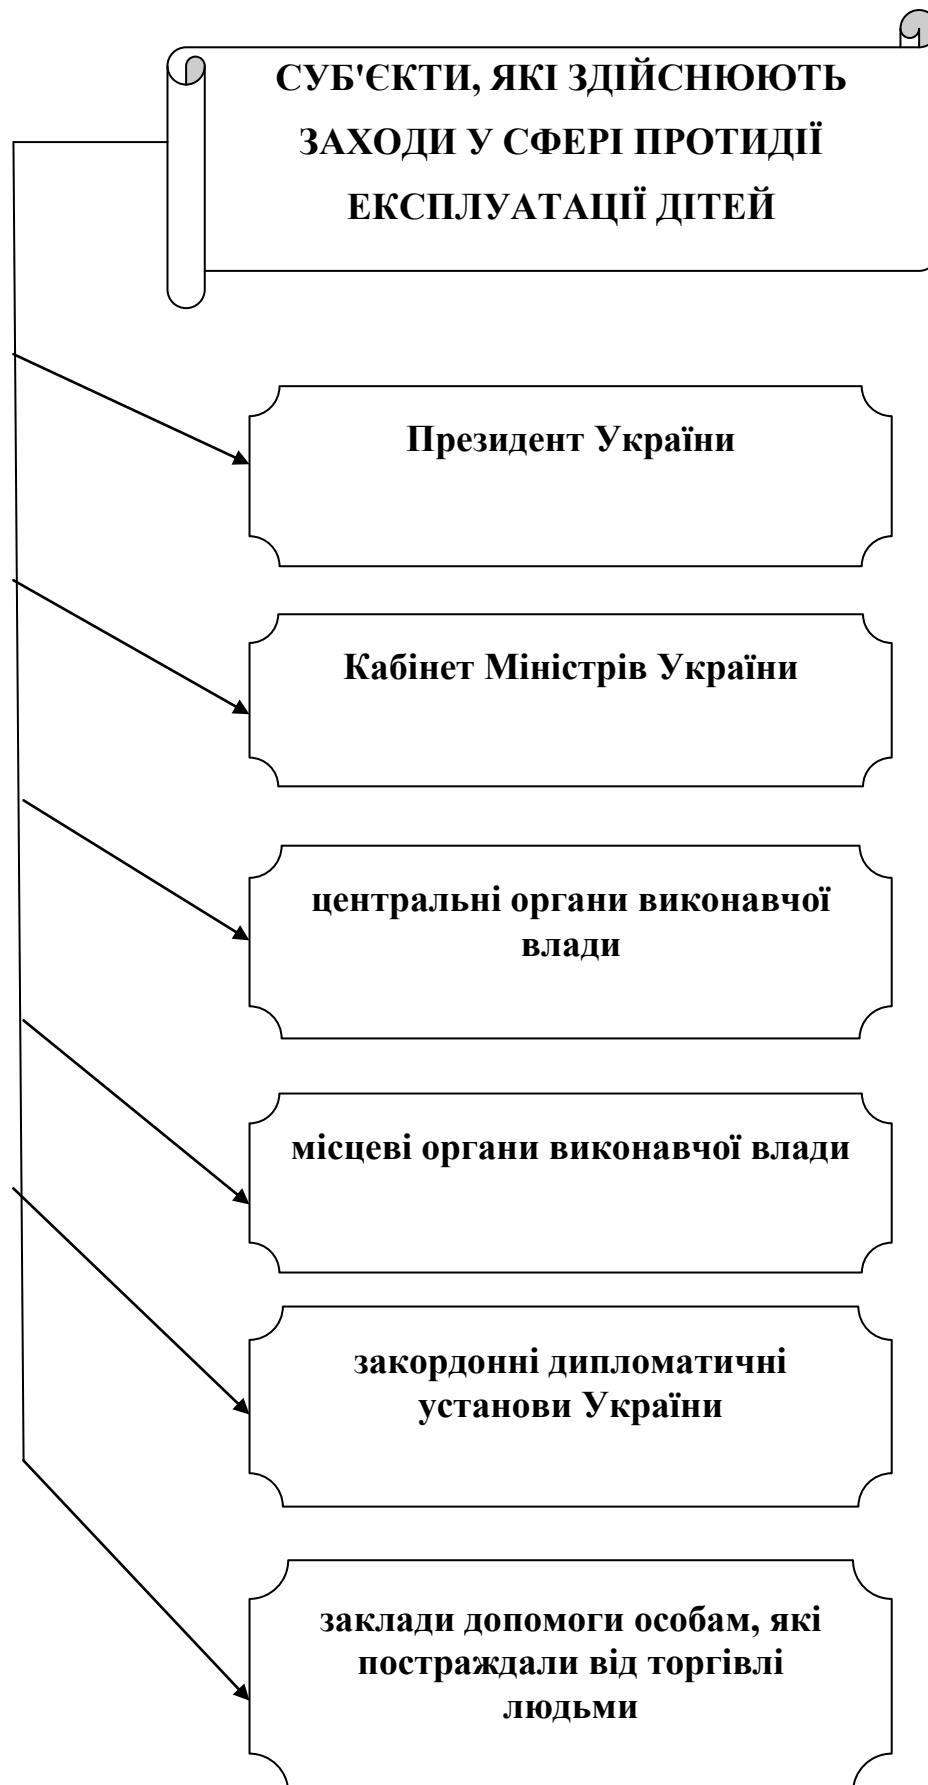 СУБ'ЄКТИ, ЯКІ ЗДІЙСНЮЮТЬ
ЗАХОДИ У СФЕРІ ПРОТИДІЇ
ЕКСПЛУАТАЦІЇ ДІТЕЙ
Президент України
Кабінет Міністрів України
центральні органи виконавчої
влади
місцеві органи виконавчої влади
закордонні дипломатичні
установи України
заклади допомоги особам, які
постраждали від торгівлі
людьми